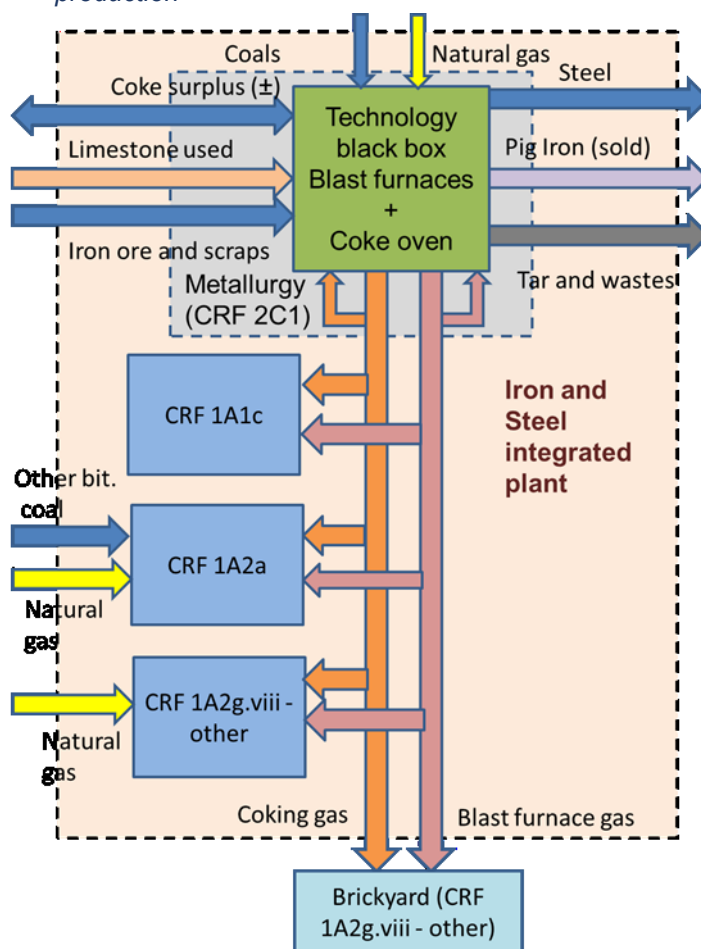 production
Coals
Natural gas
Steel
Coke surplus (±)
Technology
black box
Blast furnaces
+
Coke oven
Pig Iron (sold)
Limestone used
Iron ore and scraps
Tar and wastes
Metallurgy
(CRF 2C1)
CRF 1A1c
Iron and
Steel
integrated
plant
Other bit.
coal
CRF 1A2a
Natural
gas
CRF 1A2g.viii -
other
Natural
gas
Coking gas
Blast furnace gas
Brickyard (CRF
1A2g.viii - other)